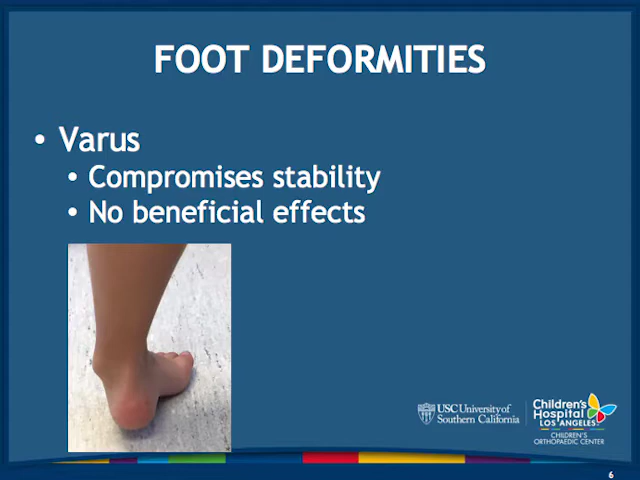 FOOT DEFORMITIES
• Varus
• Compromises stability
• No beneficial effects
USC University of
Southern California
Children's
Hospital
LOS ANGELES
CHILDREN'S
ORTHOPAEDIC CENTER
6